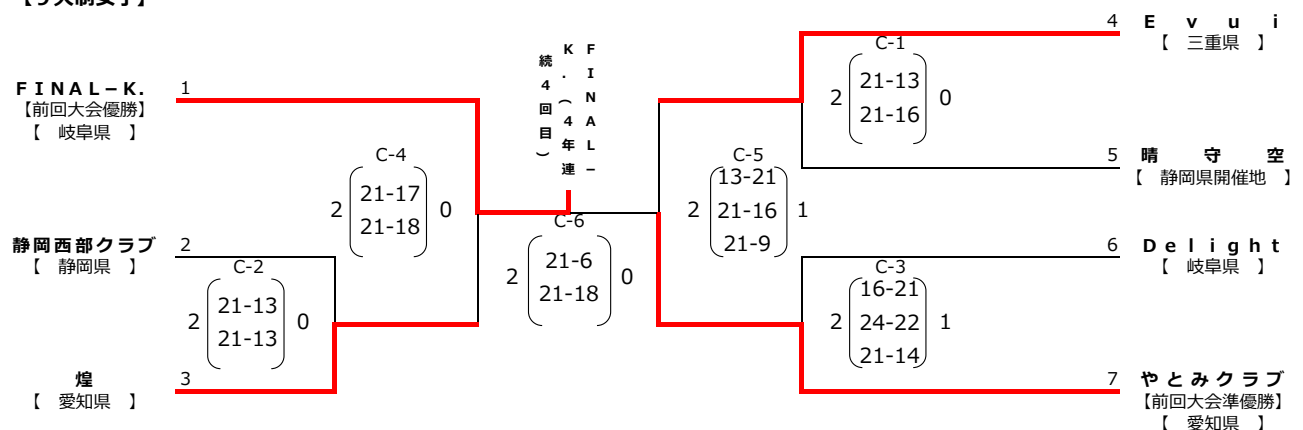 4 Ｅｖｕｉ
【 三重県 】
C-1
2 21-13 0
21-16
5 晴守空
【 静岡県開催地 】
FINAL-
K.(4年連
続4回目)
1 ＦＩＮＡＬ−Ｋ.
【前回大会優勝】
【 岐阜県 】
C-4
2 21-17 0
21-18
C-5
13-21
2 21-16 1
21-9
2 静岡西部クラブ
【 静岡県 】
C-2
2 21-13 0
21-13
3 煌
【 愛知県 】
C-6
2 21-6 0
21-18
6 Ｄｅｌｉｇｈｔ
【 岐阜県 】
C-3
16-21
2 24-22 1
21-14
7 やとみクラブ
【前回大会準優勝】
【 愛知県 】